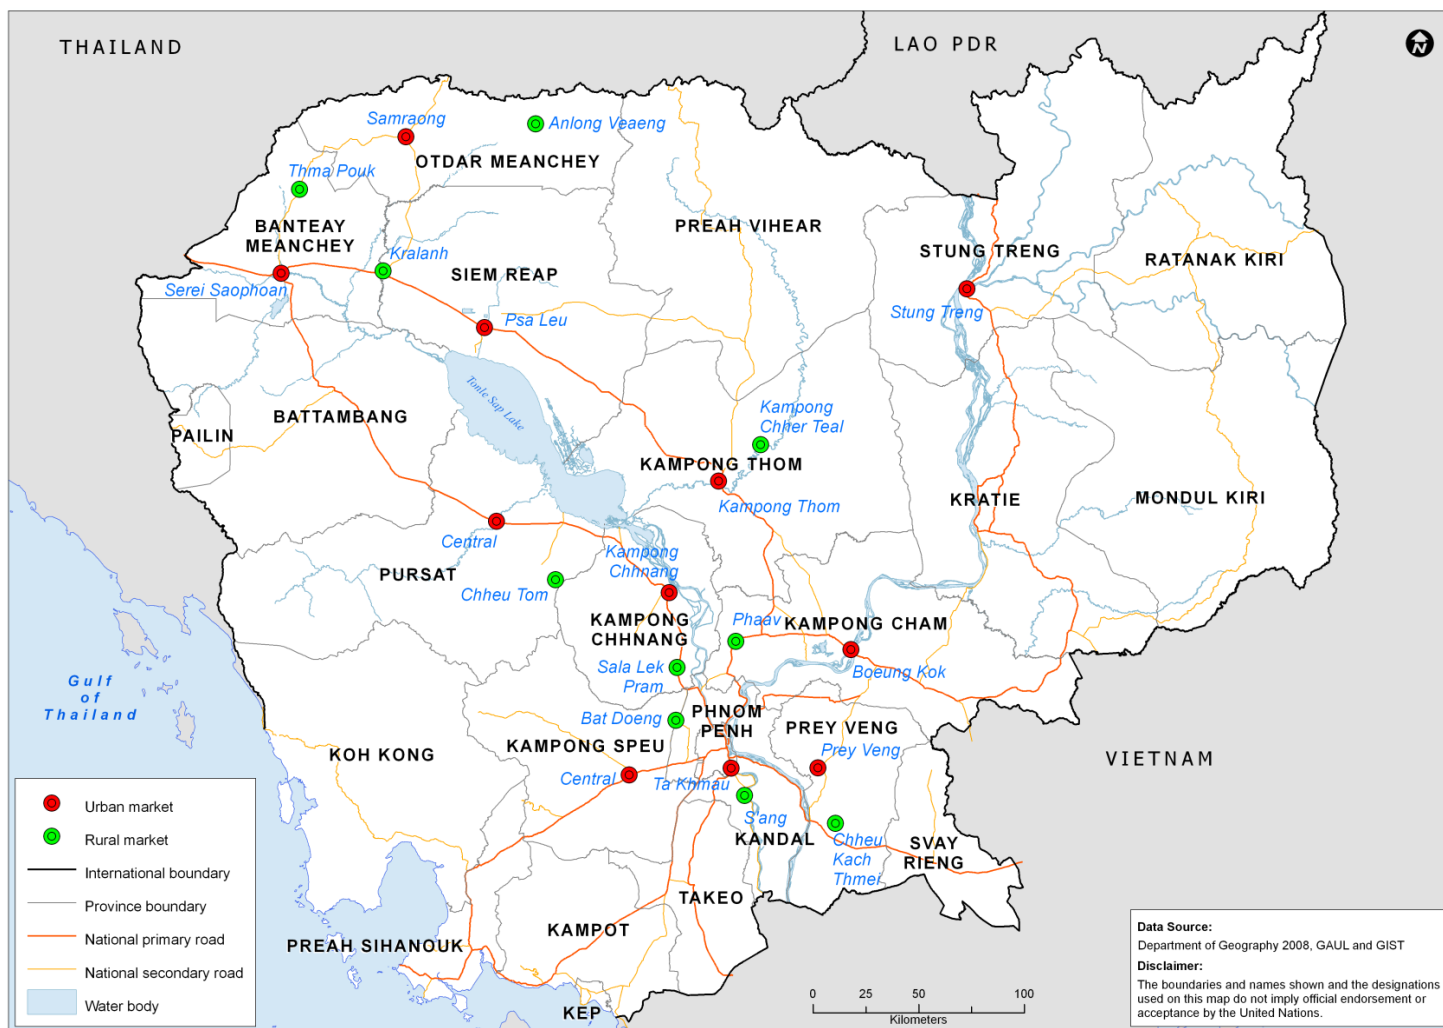 THAILAND
LAO PDR
N
Samraong
Anlong Veaeng
OTDAR MEANCHEY
Thma Pouk
BANTEAY
MEANCHEY
PREAH VIHEAR
Kralanh
SIEM REAP
STUNG TRENG
RATANAK KIRI
Serei Saophoan
Psa Leu
Stung Treng
Tonle Sap Lake
BATTAMBANG
PAILIN
Kampong
Chher Teal
KAMPONG THOM
Kampong Thom
KRATIE
MONDUL KIRI
Central
PURSAT
Kampong
Chhnang
Chheu Tom
KAMPONG
CHHNANG
Phaav
KAMPONG CHAM
Sala Lek
Pram
Boeung Kok
Gulf
of
Thailand
Bat Doeng
PHNOM
PENH
PREY VENG
Prey Veng
KOH KONG
KAMPONG SPEU
Central
Ta Khmau
VIETNAM
S'ang
KANDAL
Chheu
Kach
Thmei
SVAY
RIENG
TAKEO
KAMPOT
PREAH SIHANOUK
KEP
Urban market
Rural market
International boundary
Province boundary
National primary road
National secondary road
Water body
0 25 50 100
Kilometers
Data Source:
Department of Geography 2008, GAUL and GIST
Disclaimer:
The boundaries and names shown and the designations
used on this map do not imply official endorsement or
acceptance by the United Nations.